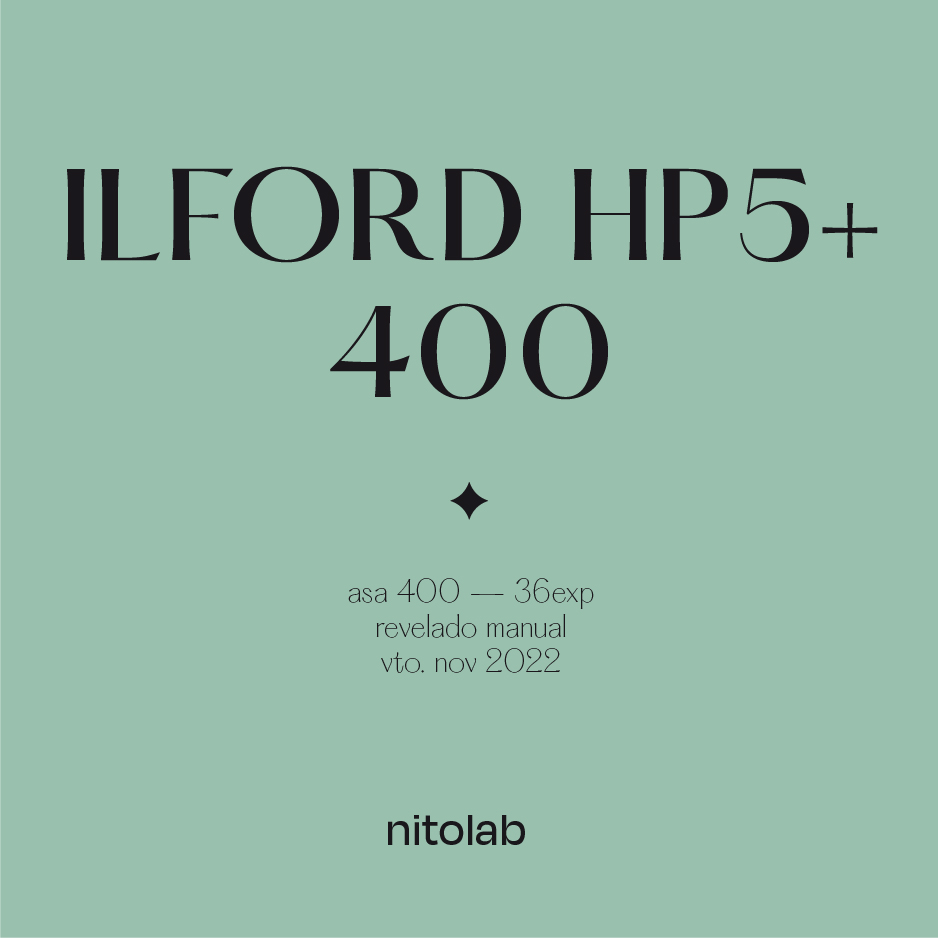 ILFORD HP5+
400
asa 400 — 36exp
revelado manual
vto. nov 2022
nitolab